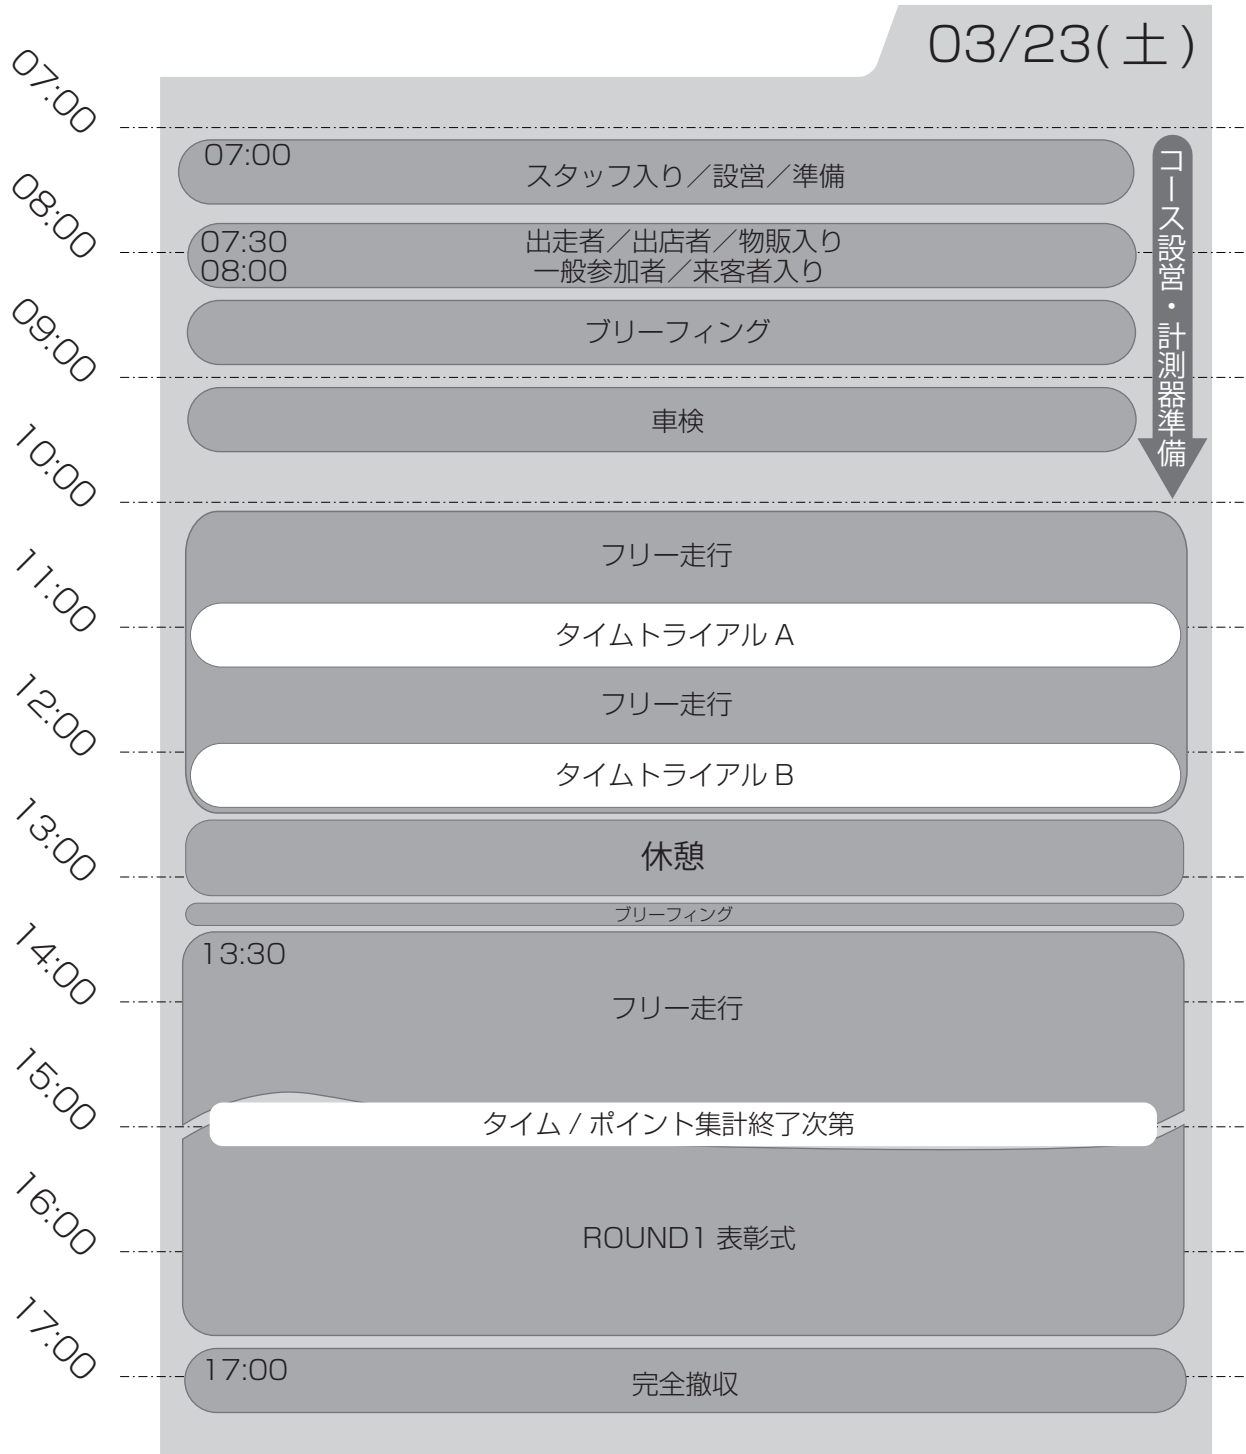 03/23(土)
07:00
07:00
スタッフ入り／設営／準備
コース設営・計測器準備
08:00
07:30 出走者／出店者／物販入り
08:00 一般参加者／来客者入り
09:00
ブリーフィング
車検
10:00
フリー走行
11:00
タイムトライアル A
フリー走行
12:00
タイムトライアル B
13:00
休憩
ブリーフィング
13:30
14:00
フリー走行
15:00
タイム / ポイント集計終了次第
16:00
ROUND1 表彰式
17:00
17:00
完全撤収